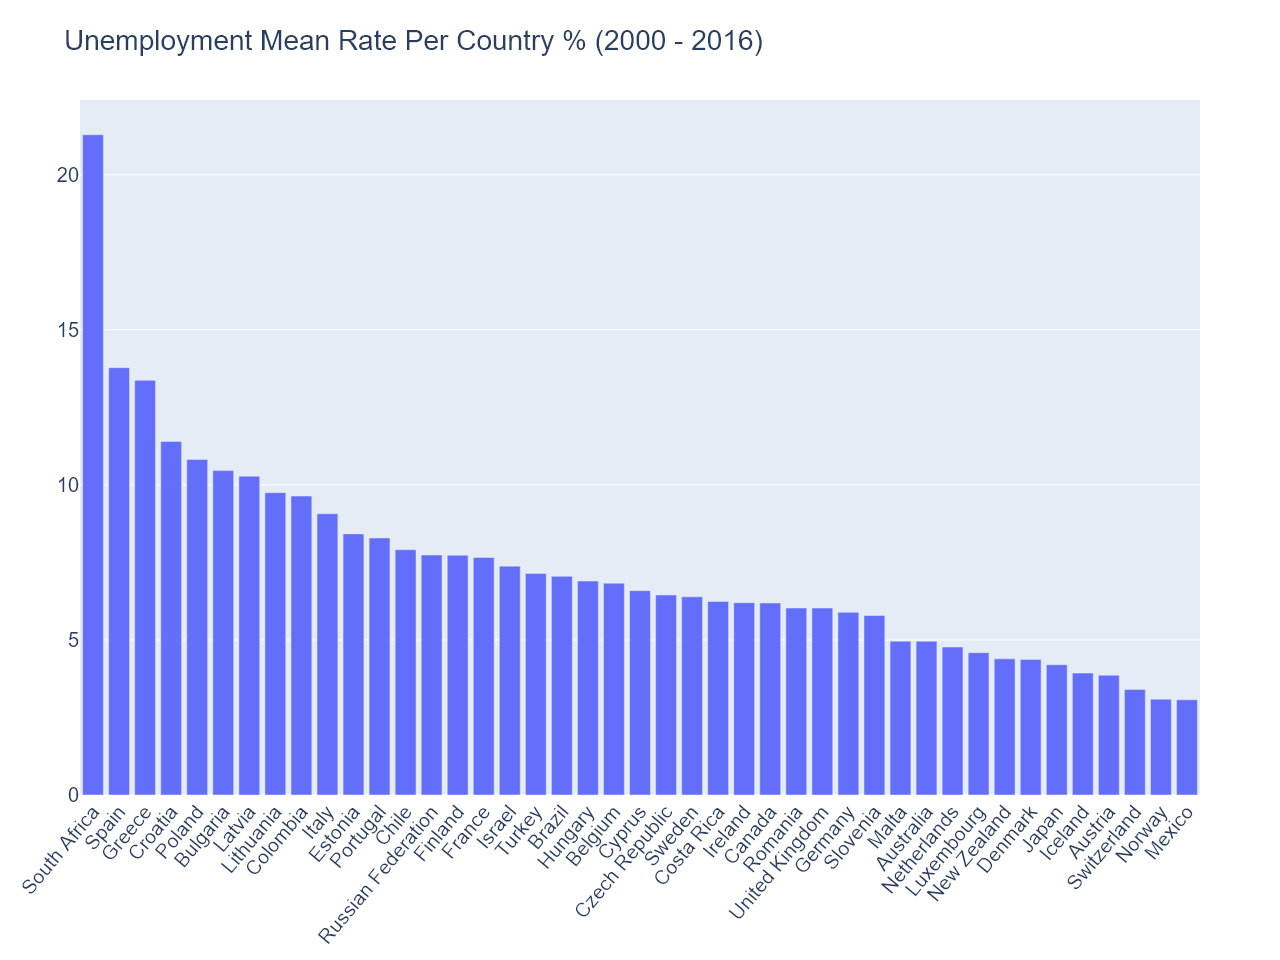 Unemployment Mean Rate Per Country % (2000 - 2016)
20
15
10
5
0
South Africa
Spain
Greece
Croatia
Poland
Bulgaria
Latvia
Lithuania
Colombia
Italy
Estonia
Portugal
Chile
Russian Federation
Finland
France
Israel
Turkey
Brazil
Hungary
Belgium
Cyprus
Czech Republic
Sweden
Costa Rica
Ireland
Canada
Romania
United Kingdom
Germany
Slovenia
Malta
Australia
Netherlands
Luxembourg
New Zealand
Denmark
Japan
Iceland
Austria
Switzerland
Norway
Mexico